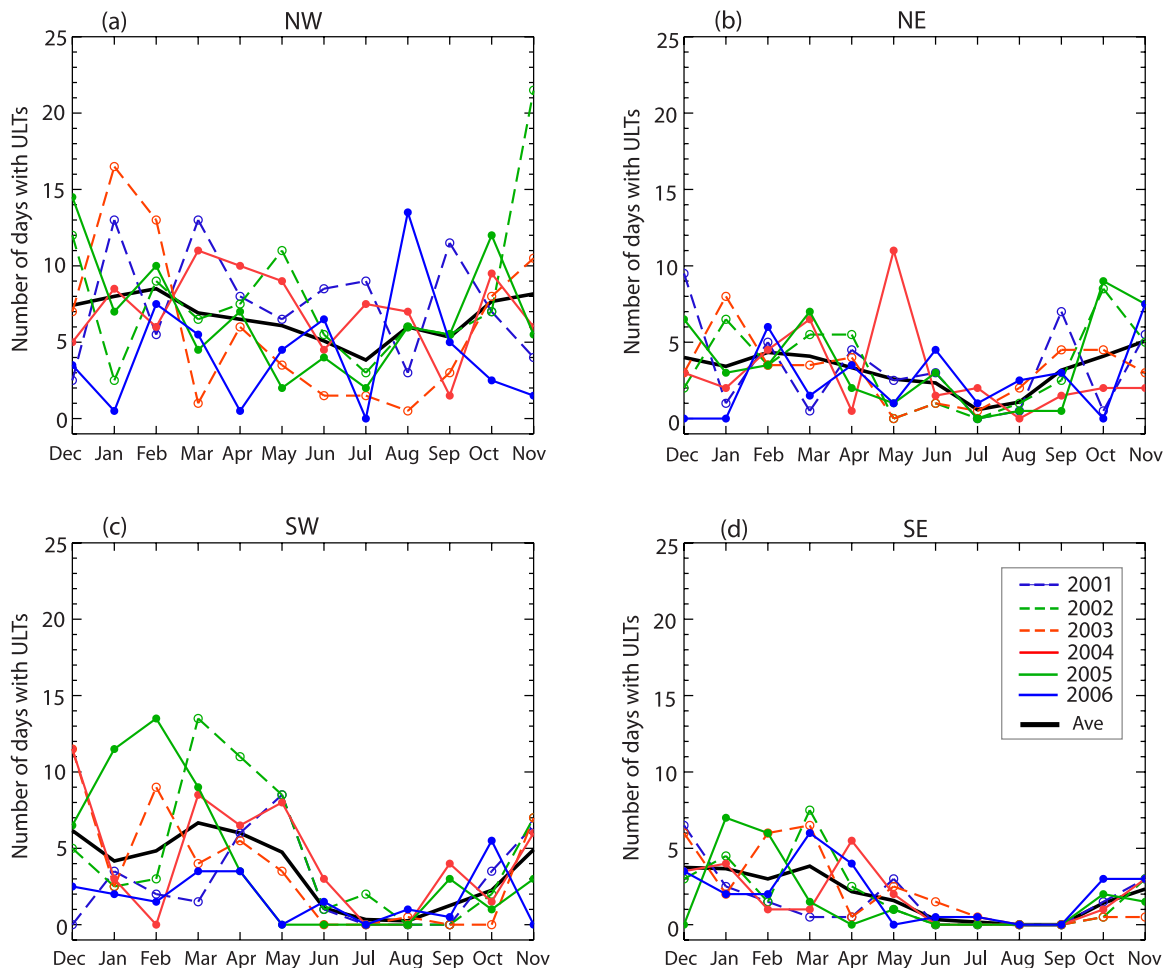 (a) NW
Number of days with ULTs
25
20
15
10
5
0
Dec Jan Feb Mar Apr May Jun Jul Aug Sep Oct Nov
(b) NE
Number of days with ULTs
25
20
15
10
5
0
Dec Jan Feb Mar Apr May Jun Jul Aug Sep Oct Nov
(c) SW
Number of days with ULTs
25
20
15
10
5
0
Dec Jan Feb Mar Apr May Jun Jul Aug Sep Oct Nov
(d) SE
Number of days with ULTs
25
20
15
10
5
0
Dec Jan Feb Mar Apr May Jun Jul Aug Sep Oct Nov
2001
2002
2003
2004
2005
2006
Ave